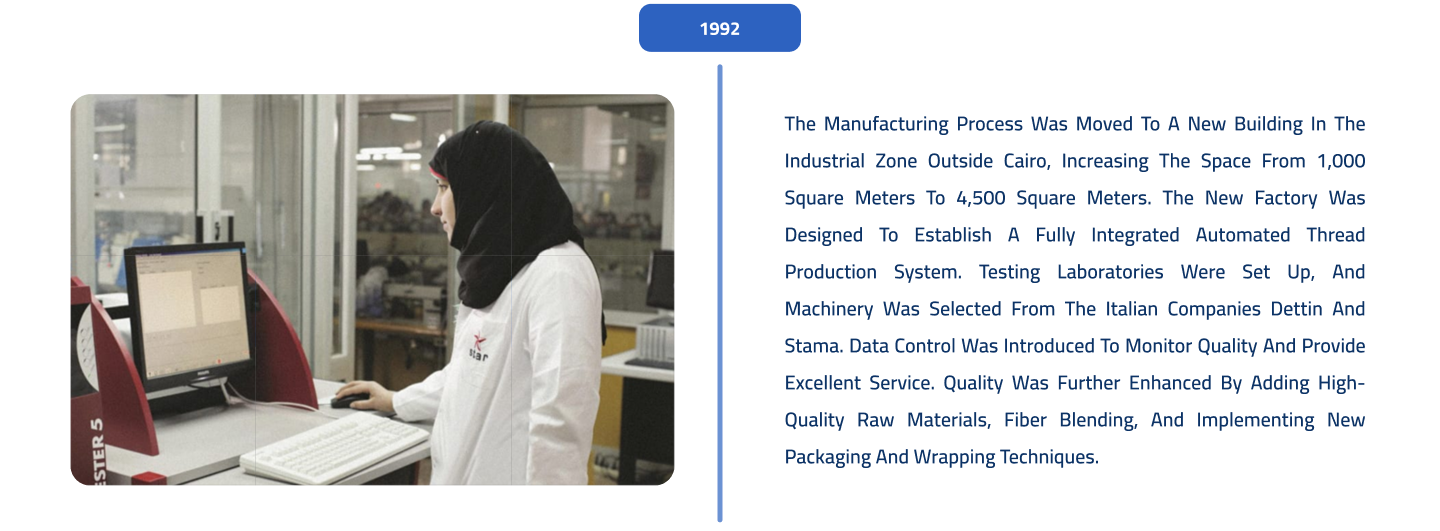 1992
The Manufacturing Process Was Moved To A New Building In The
Industrial Zone Outside Cairo, Increasing The Space From 1,000
Square Meters To 4,500 Square Meters. The New Factory Was
Designed To Establish A Fully Integrated Automated Thread
Production System. Testing Laboratories Were Set Up, And
Machinery Was Selected From The Italian Companies Dettin And
Stama. Data Control Was Introduced To Monitor Quality And Provide
Excellent Service. Quality Was Further Enhanced By Adding High-
Quality Raw Materials, Fiber Blending, And Implementing New
Packaging And Wrapping Techniques.
star
ESTER 5